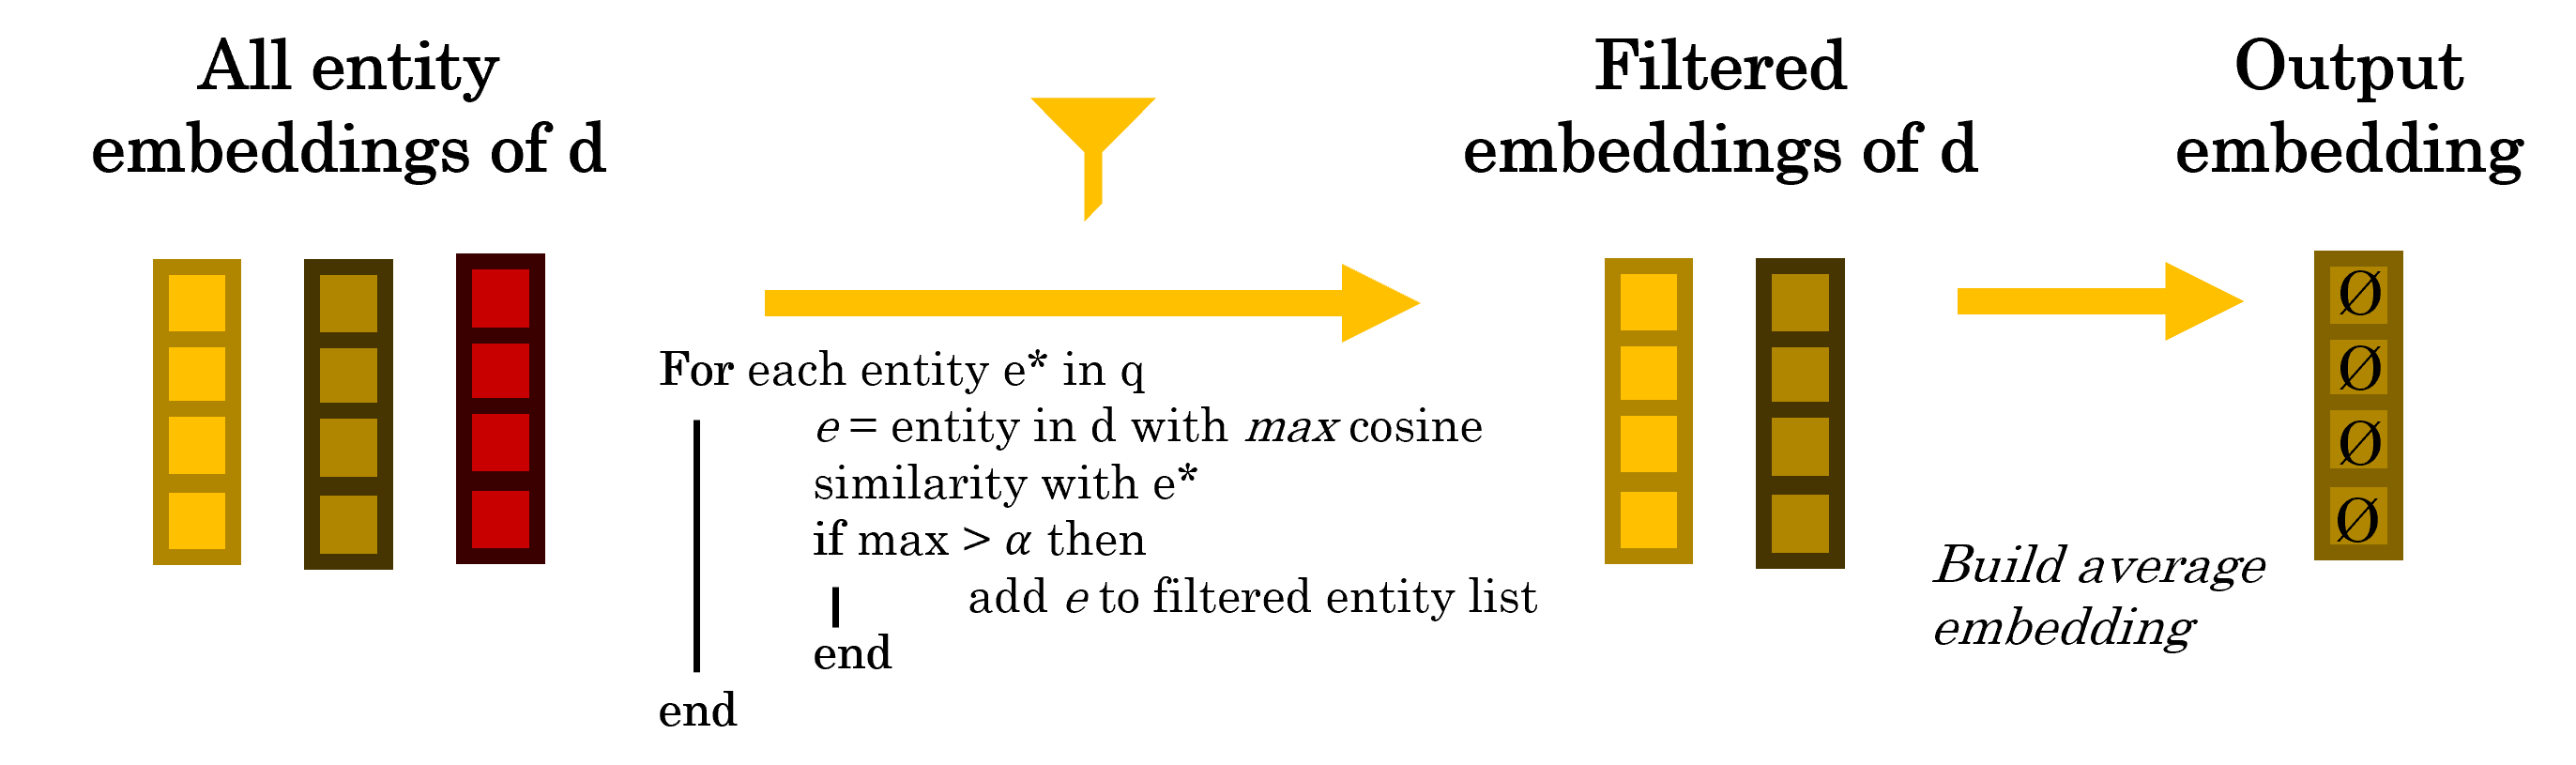 All entity
embeddings of d
Filtered
embeddings of d
Output
embedding
For each entity e* in q
e = entity in d with max cosine
similarity with e*
if max > α then
add e to filtered entity list
end
end
Build average
embedding
Ø
Ø
Ø
Ø